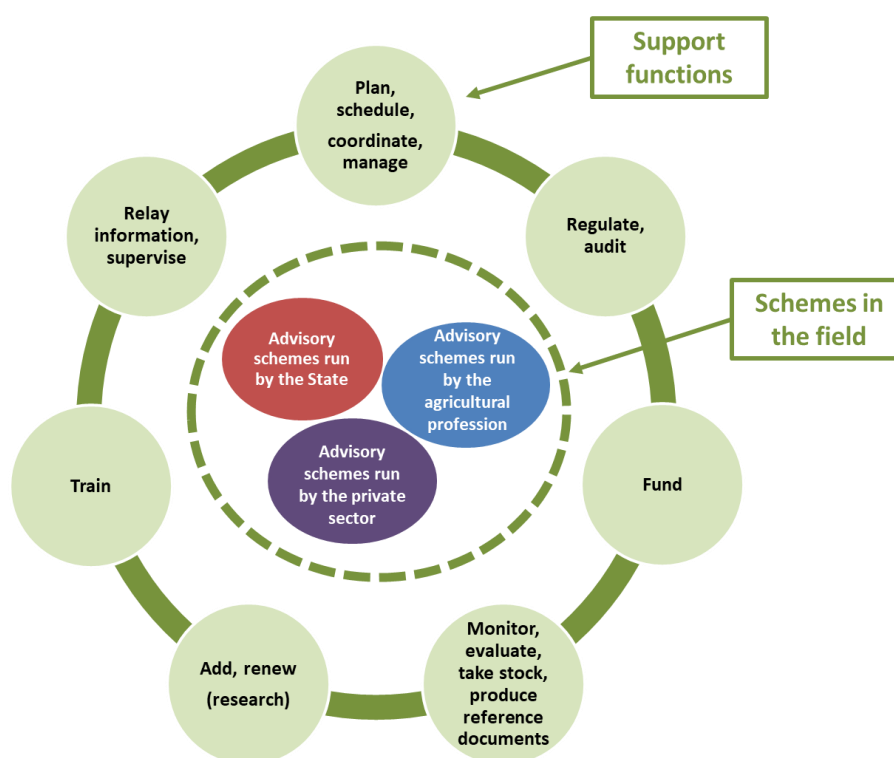 Support
functions
Plan,
schedule,
coordinate,
manage
Relay
information,
supervise
Regulate,
audit
Schemes in
the field
Advisory
schemes run
by the State
Advisory
schemes run
by the
agricultural
profession
Advisory
schemes run
by the private
sector
Train
Fund
Add, renew
(research)
Monitor,
evaluate,
take stock,
produce
reference
documents